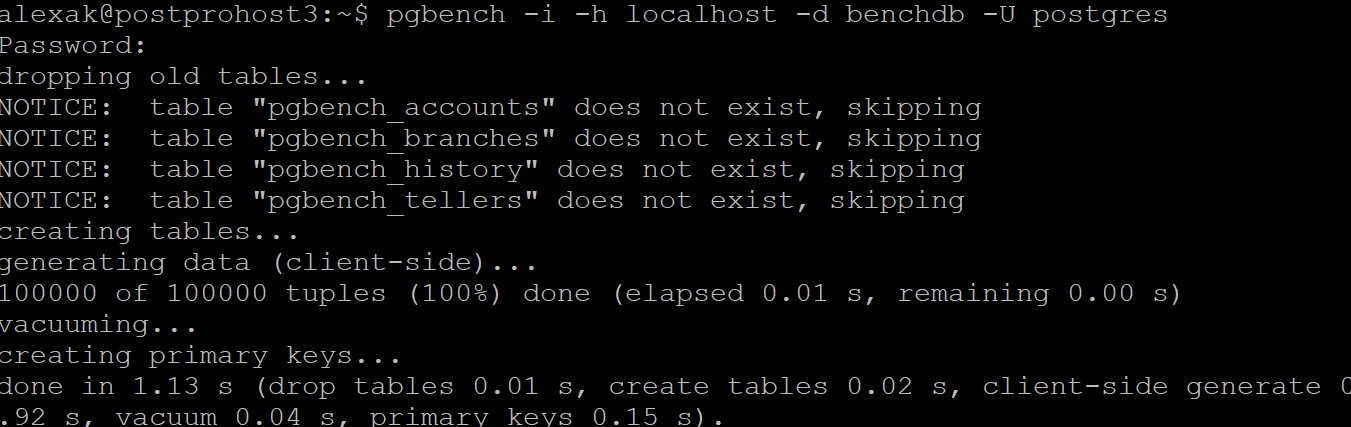 alexak@postprohost3:~$ pgbench -i -h localhost -d benchdb -U postgres
Password:
dropping old tables...
NOTICE:  table "pgbench_accounts" does not exist, skipping
NOTICE:  table "pgbench_branches" does not exist, skipping
NOTICE:  table "pgbench_history" does not exist, skipping
NOTICE:  table "pgbench_tellers" does not exist, skipping
creating tables...
generating data (client-side)...
100000 of 100000 tuples (100%) done (elapsed 0.01 s, remaining 0.00 s)
vacuuming...
creating primary keys...
done in 1.13 s (drop tables 0.01 s, create tables 0.02 s, client-side generate 0
.92 s, vacuum 0.04 s, primary keys 0.15 s).